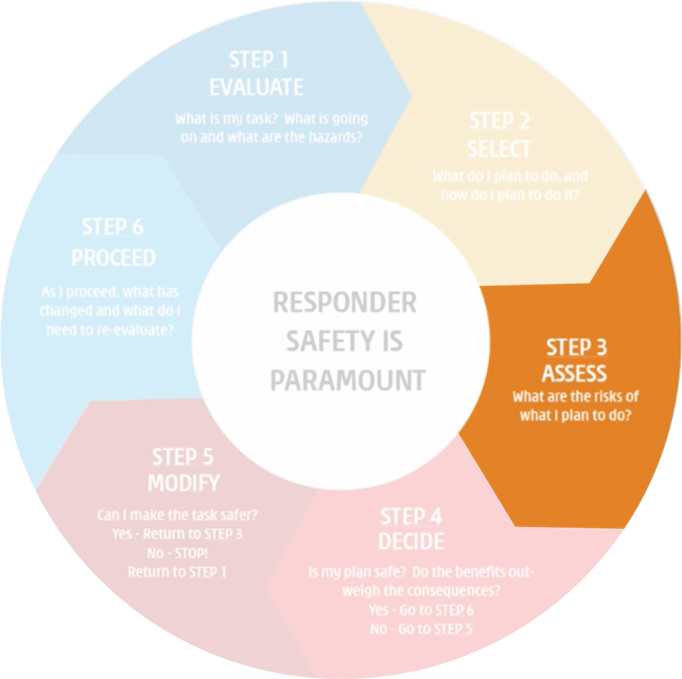 STEP 1
EVALUATE
What is my task? What is going
on and what are the hazards?
STEP 2
SELECT
What do I plan to do, and
how do I plan to do it?
STEP 3
ASSESS
What are the risks of
what I plan to do?
STEP 4
DECIDE
Is my plan safe? Do the benefits out-
weigh the consequences?
Yes - Go to STEP 6
No - Go to STEP 5
STEP 5
MODIFY
Can I make the task safer?
Yes - Return to STEP 3
No - STOP!
Return to STEP 1
STEP 6
PROCEED
As I proceed, what has
changed and what do I
need to re-evaluate?
RESPONDER
SAFETY IS
PARAMOUNT